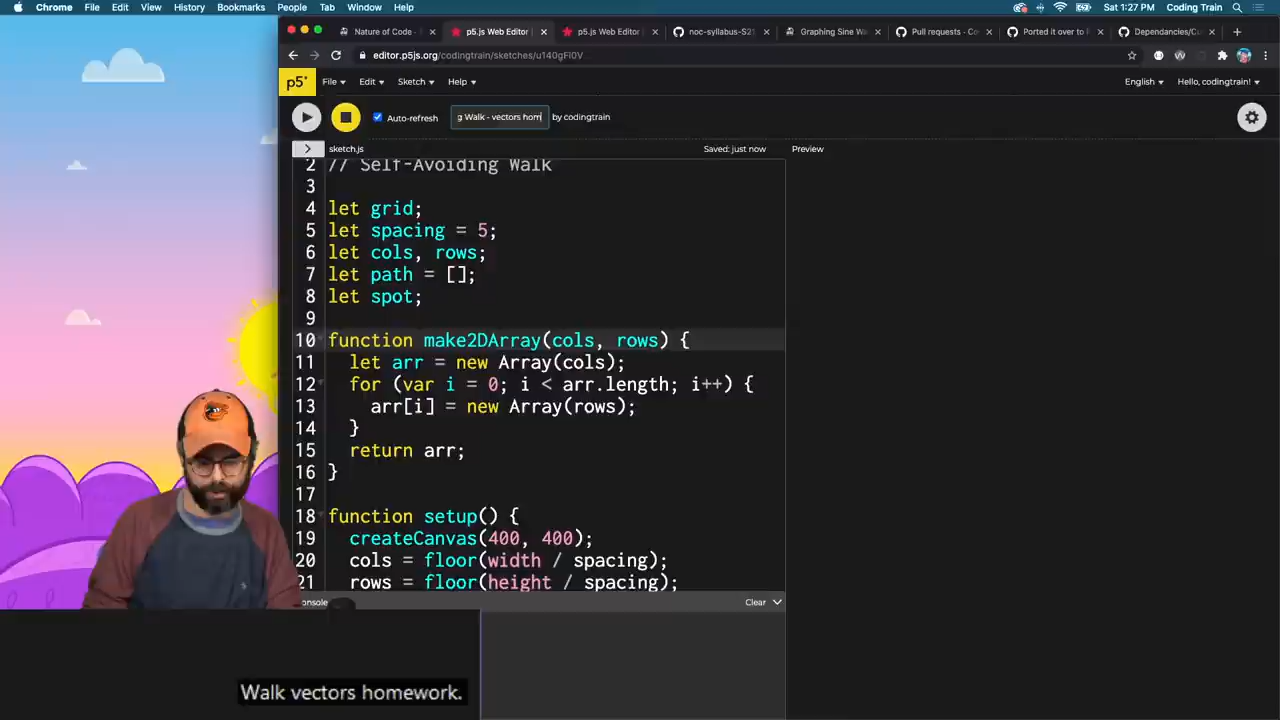 Chrome File Edit View History Bookmarks People Tab Window Help Sat 1:27 PM Coding Train
Nature of Code - p5.js Web Editor p5.js Web Editor noc-syllabus-S21 Graphing Sine Wa Pull requests · Co Ported it over to Dependencies/Cu
editor.p5js.org/codingtrain/sketches/u140gFl0V
p5* File Edit Sketch Help English Hello, codingtrain!
Auto-refresh g Walk - vectors hom by codingtrain
sketch.js Saved: just now Preview
2 // Self-Avoiding Walk
3
4 let grid;
5 let spacing = 5;
6 let cols, rows;
7 let path = [];
8 let spot;
9
10 function make2DArray(cols, rows) {
11 let arr = new Array(cols);
12 for (var i = 0; i < arr.length; i++) {
13 arr[i] = new Array(rows);
14 }
15 return arr;
16 }
17
18 function setup() {
19 createCanvas(400, 400);
20 cols = floor(width / spacing);
21 rows = floor(height / spacing);
onsole Clear
Walk vectors homework.